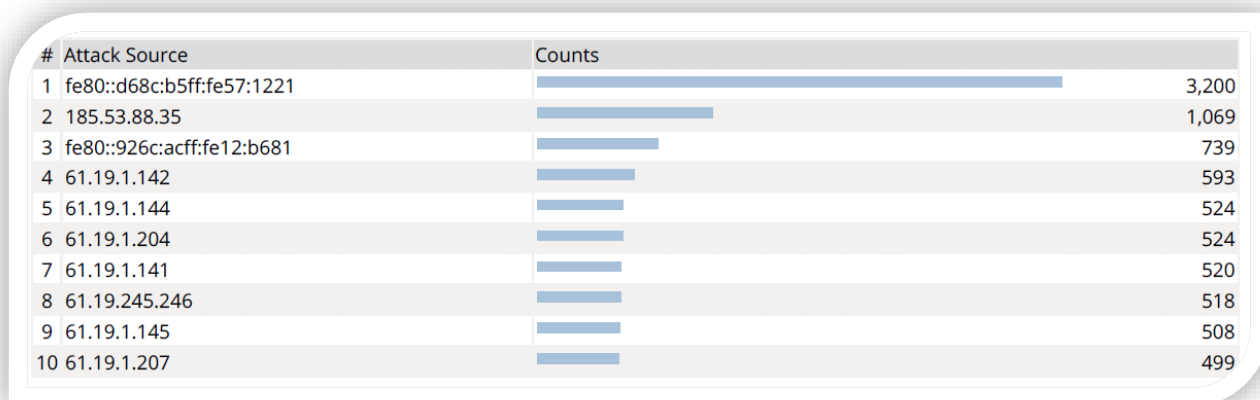 # Attack Source Counts
1 fe80::d68c:b5ff:fe57:1221 3,200
2 185.53.88.35 1,069
3 fe80::926c:acff:fe12:b681 739
4 61.19.1.142 593
5 61.19.1.144 524
6 61.19.1.204 524
7 61.19.1.141 520
8 61.19.245.246 518
9 61.19.1.145 508
10 61.19.1.207 499